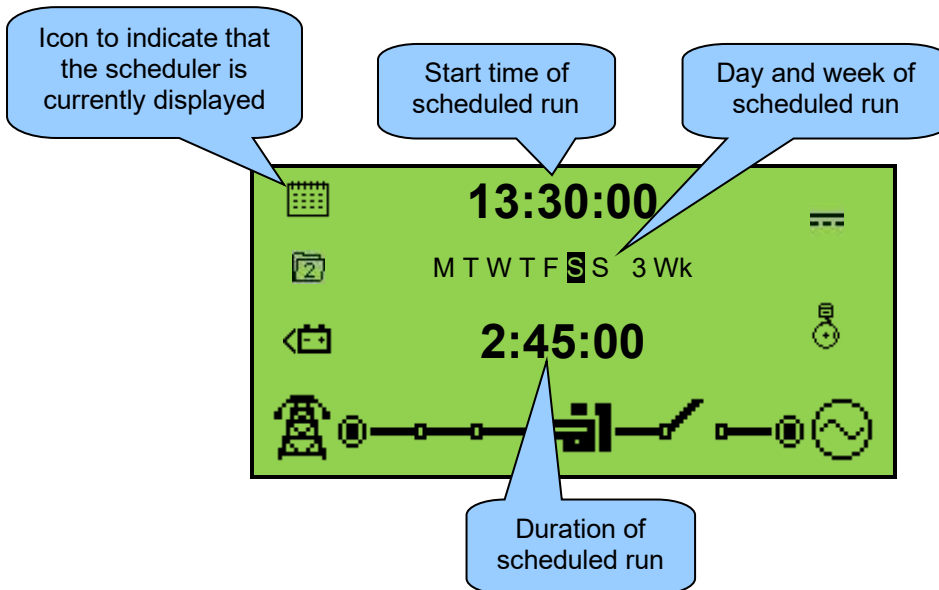 Icon to indicate that
the scheduler is
currently displayed
Start time of
scheduled run
Day and week of
scheduled run
13:30:00
2
M T W T F S S 3 Wk
2:45:00
Duration of
scheduled run